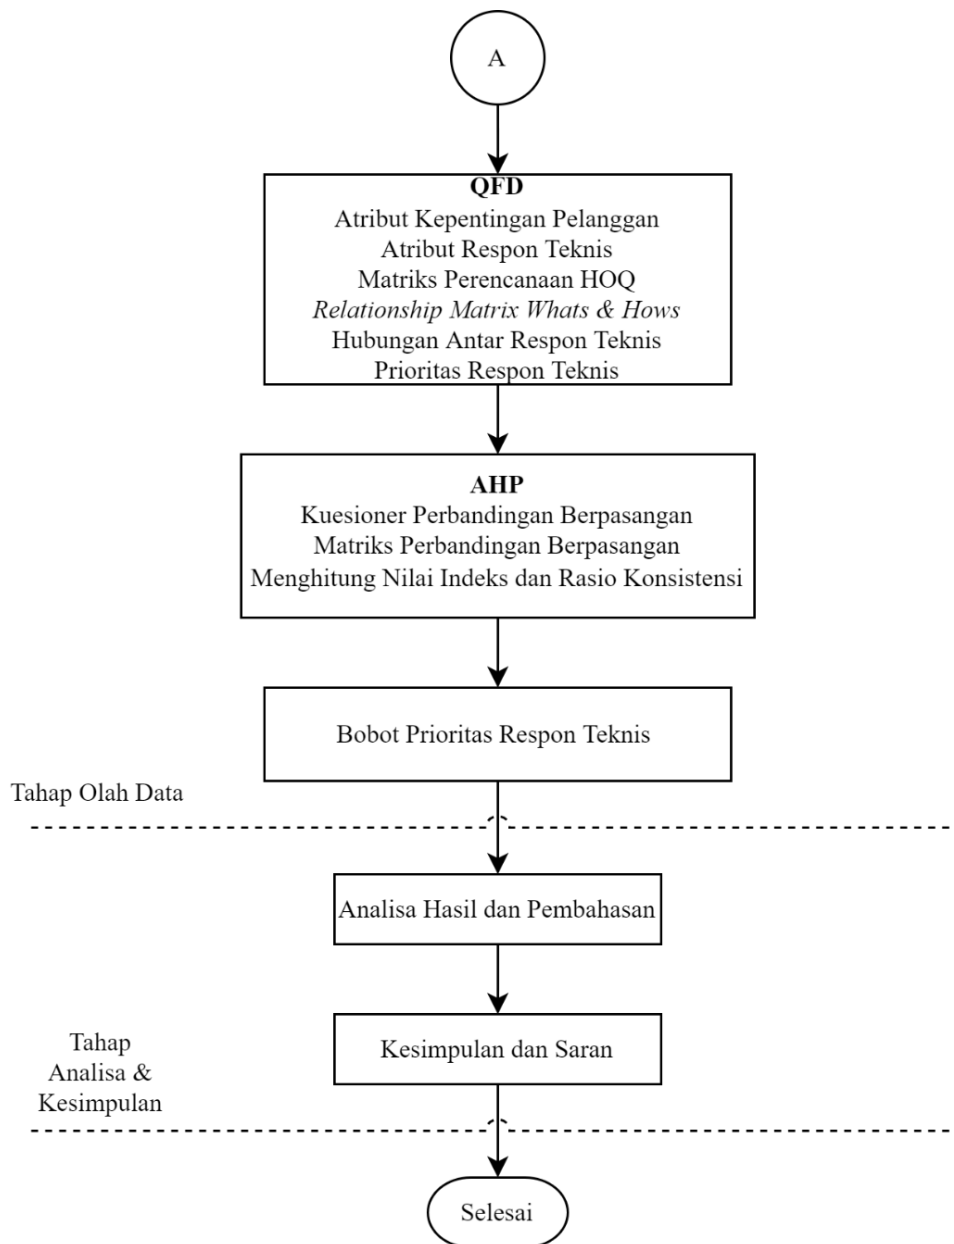 A
QFD
Atribut Kepentingan Pelanggan
Atribut Respon Teknis
Matriks Perencanaan HOQ
Relationship Matrix Whats & Hows
Hubungan Antar Respon Teknis
Prioritas Respon Teknis
AHP
Kuesioner Perbandingan Berpasangan
Matriks Perbandingan Berpasangan
Menghitung Nilai Indeks dan Rasio Konsistensi
Bobot Prioritas Respon Teknis
Tahap Olah Data
Analisa Hasil dan Pembahasan
Kesimpulan dan Saran
Tahap
Analisa &
Kesimpulan
Selesai